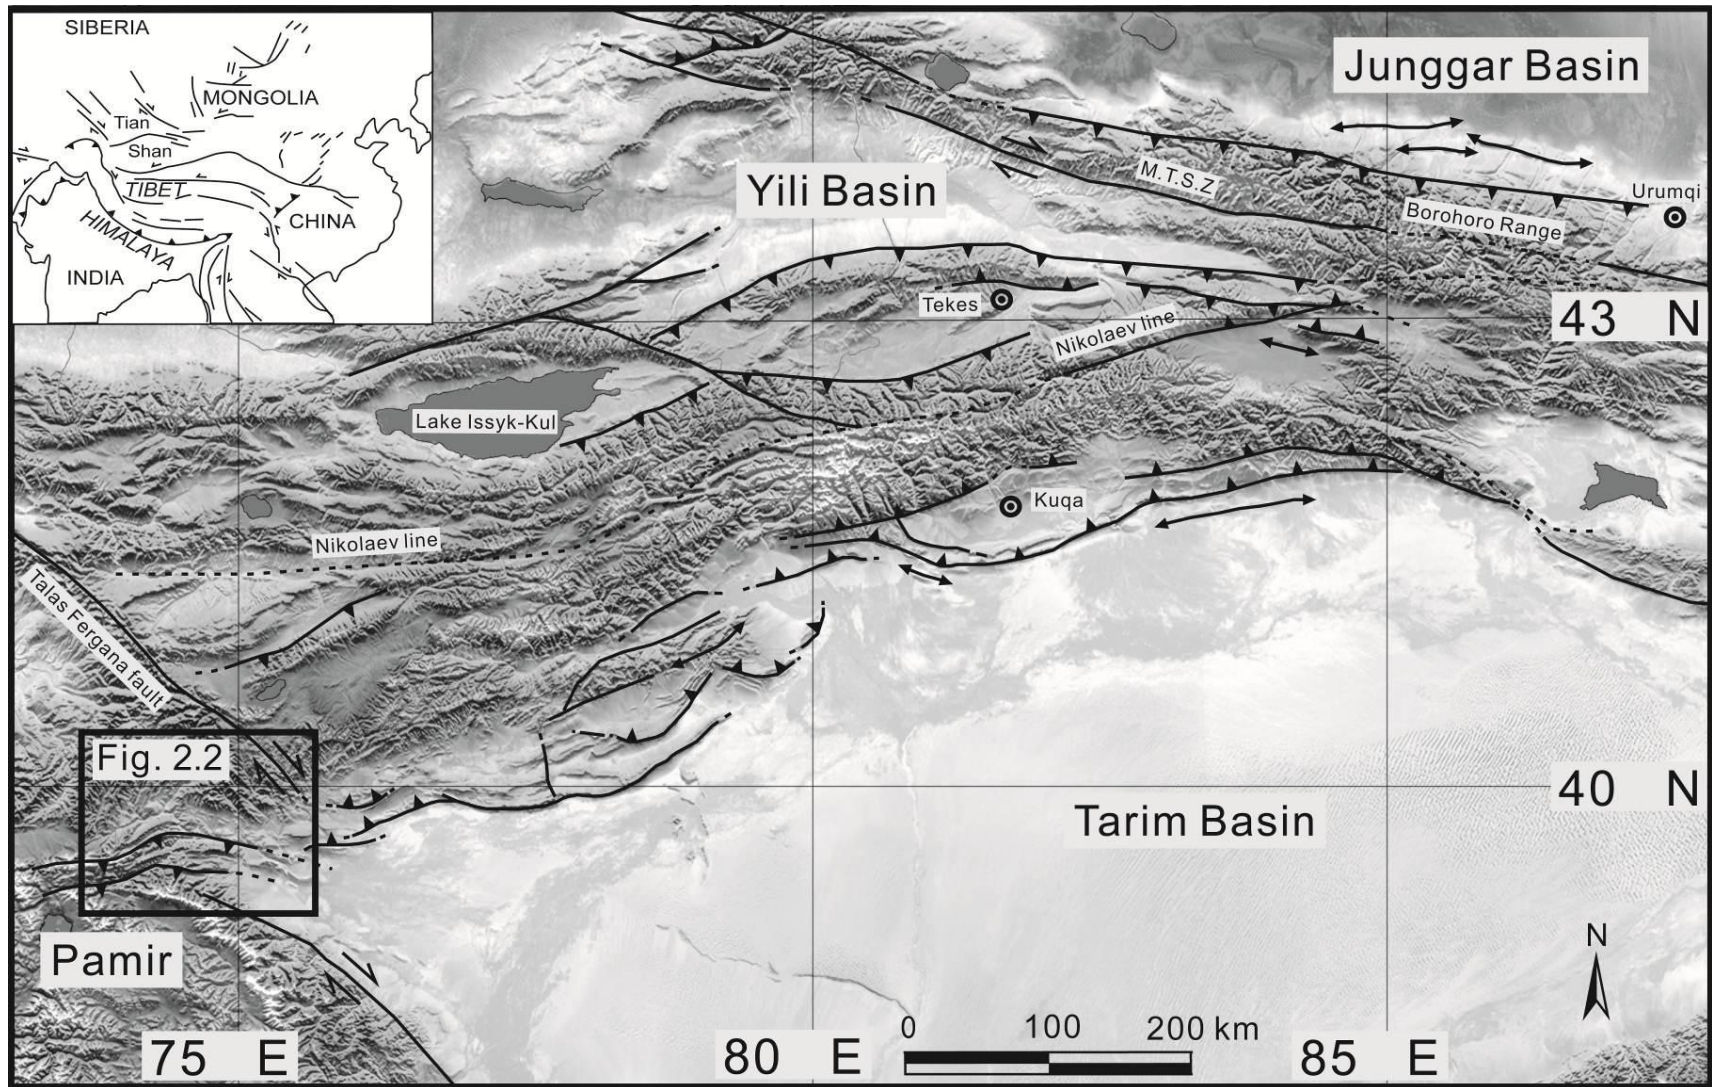 SIBERIA
MONGOLIA
Tian
Shan
TIBET
HIMALAYA
CHINA
INDIA
Junggar Basin
Yili Basin
M.T.S.Z
Urumqi
Borohoro Range
Tekes
43 N
Nikolaev line
Lake Issyk-Kul
Kuqa
Nikolaev line
Talas Fergana fault
Fig. 2.2
40 N
Tarim Basin
Pamir
N
0 100 200 km
75 E
80 E
85 E